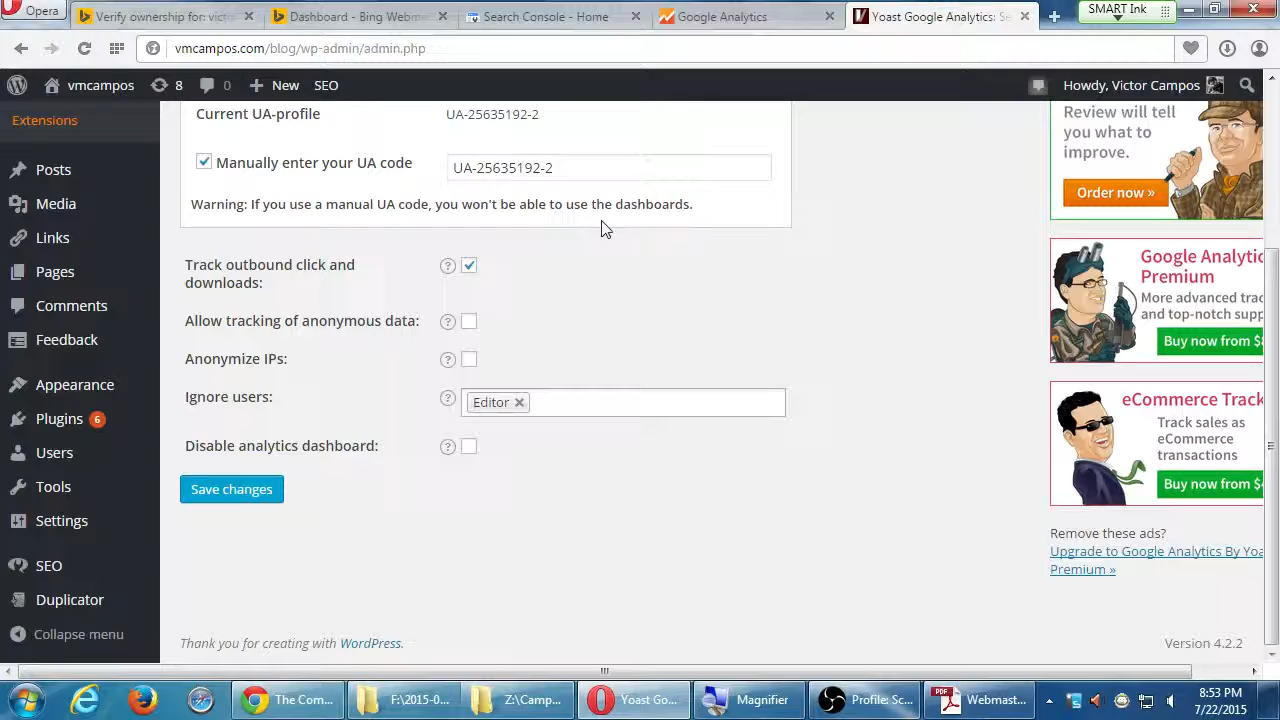 Opera
Verify ownership for: victor
Dashboard - Bing Webm
Search Console - Home
Google Analytics
Yoast Google Analytics: Se
SMART Ink
vmcampos.com/blog/wp-admin/admin.php
vmcampos
8
0
New
SEO
Howdy, Victor Campos
Extensions
Posts
Media
Links
Pages
Comments
Feedback
Appearance
Plugins 6
Users
Tools
Settings
SEO
Duplicator
Collapse menu
Current UA-profile
UA-25635192-2
Manually enter your UA code
UA-25635192-2
Warning: If you use a manual UA code, you won't be able to use the dashboards.
Track outbound click and
downloads:
Allow tracking of anonymous data:
Anonymize IPs:
Ignore users:
Editor
Disable analytics dashboard:
Save changes
Review will tell
you what to
improve.
Order now »
Google Analytic
Premium
More advanced trac
and top-notch supp
Buy now from $
eCommerce Track
Track sales as
eCommerce
transactions
Buy now from $
Remove these ads?
Upgrade to Google Analytics By Yoa
Premium »
Thank you for creating with WordPress.
Version 4.2.2
The Com...
F:\2015-0...
Z:\Camp...
Yoast Go...
Magnifier
Profile: Sc...
PDF
Webmast...
8:53 PM
7/22/2015